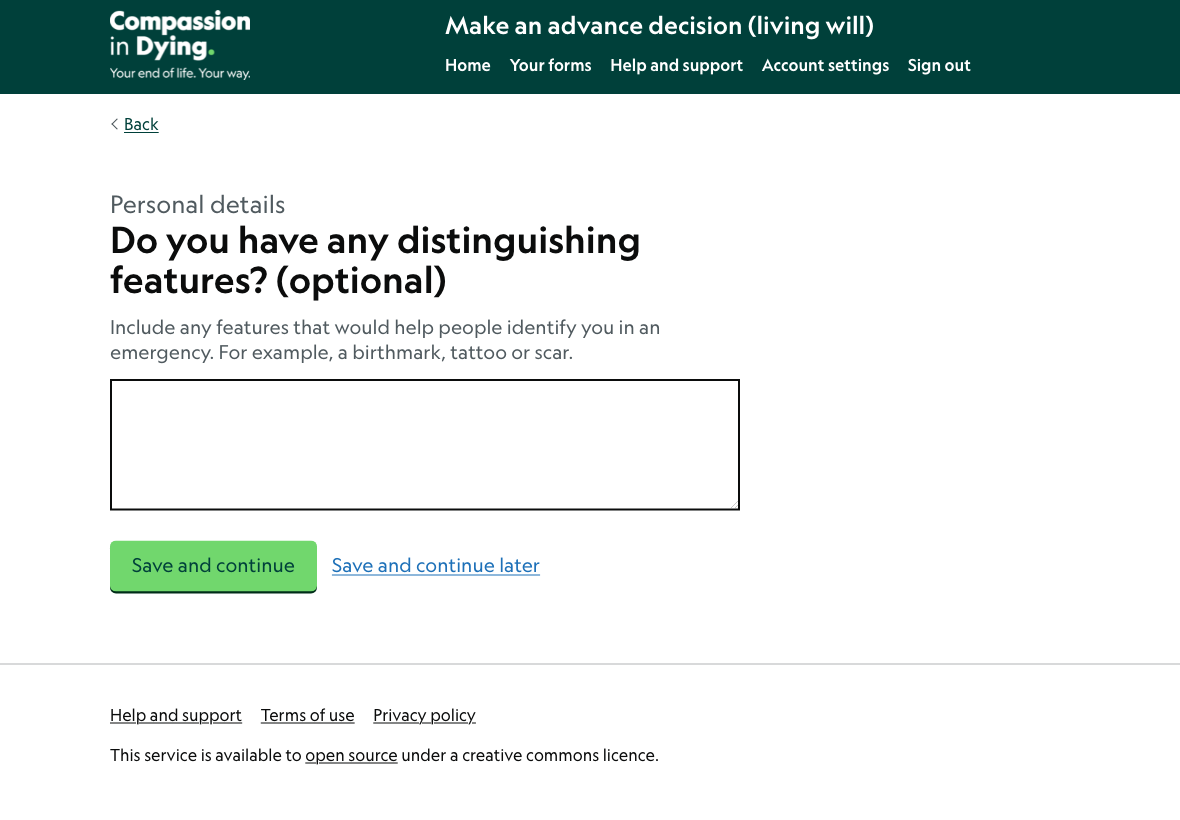 Compassion
in Dying.
Your end of life. Your way.
Make an advance decision (living will)
Home Your forms Help and support Account settings Sign out
Back
Personal details
Do you have any distinguishing
features? (optional)
Include any features that would help people identify you in an
emergency. For example, a birthmark, tattoo or scar.
Save and continue Save and continue later
Help and support Terms of use Privacy policy
This service is available to open source under a creative commons licence.